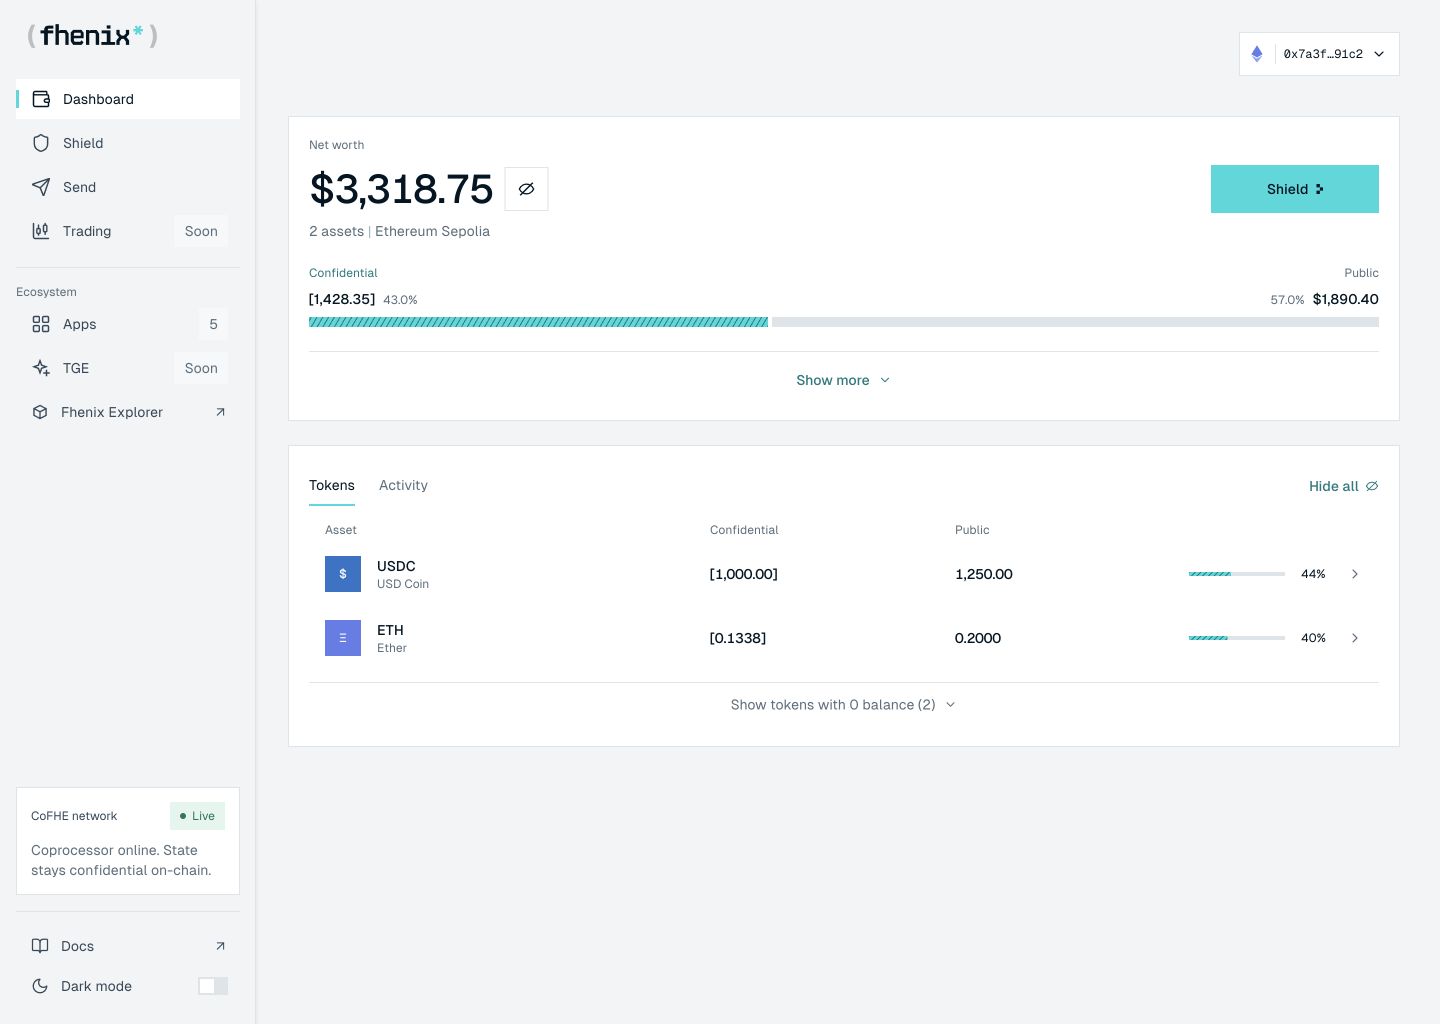 (fhenix*)
Dashboard
Shield
Send
Trading Soon
Ecosystem
Apps 5
TGE Soon
Fhenix Explorer
CoFHE network Live
Coprocessor online. State
stays confidential on-chain.
Docs
Dark mode
0x7a3f…91c2
Net worth
$3,318.75
Shield
2 assets | Ethereum Sepolia
Confidential Public
[1,428.35] 43.0% 57.0% $1,890.40
Show more
Tokens Activity Hide all
Asset Confidential Public
$ USDC [1,000.00] 1,250.00 44%
USD Coin
Ξ ETH [0.1338] 0.2000 40%
Ether
Show tokens with 0 balance (2)